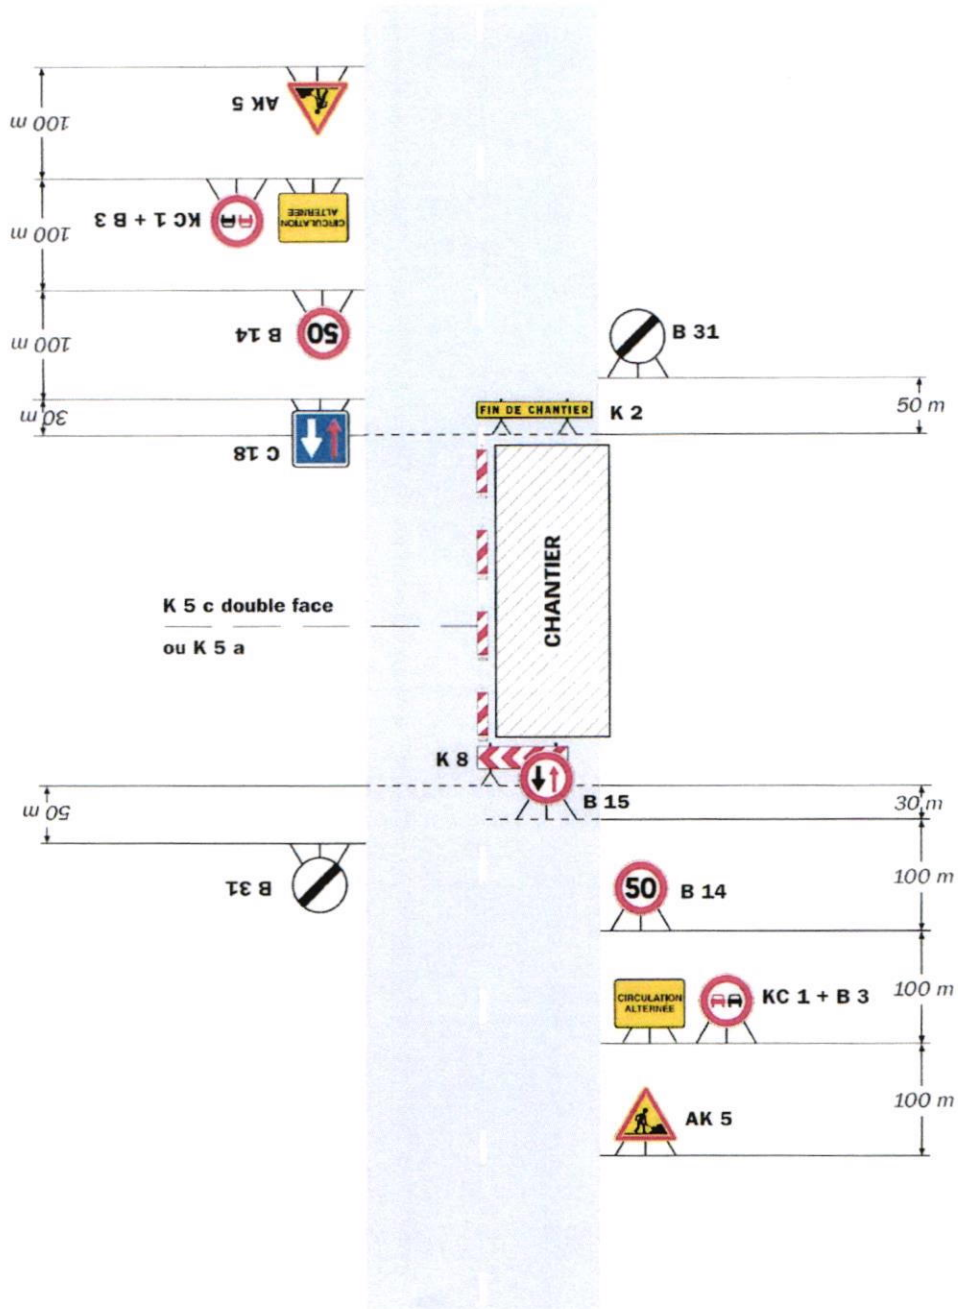 AK 5
100 m
KC 1 + B 3
CIRCULATION
ALTERNÉE
100 m
B 14
50
100 m
B 31
30 m
C 18
FIN DE CHANTIER
K 2
50 m
CHANTIER
K 5 c double face
ou K 5 a
K 8
B 15
30 m
50 m
B 31
50
B 14
100 m
CIRCULATION
ALTERNÉE
KC 1 + B 3
100 m
AK 5
100 m